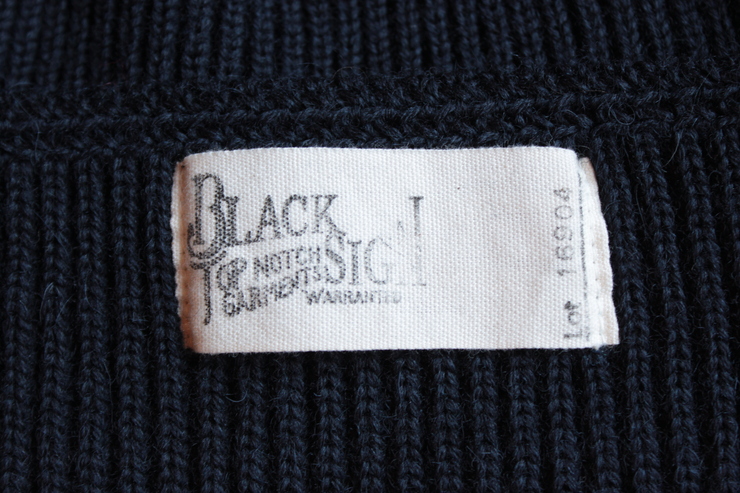 BLACK
SIGN
TOP NOTCH
GARMENTS
WARRANTED
Lot 16904